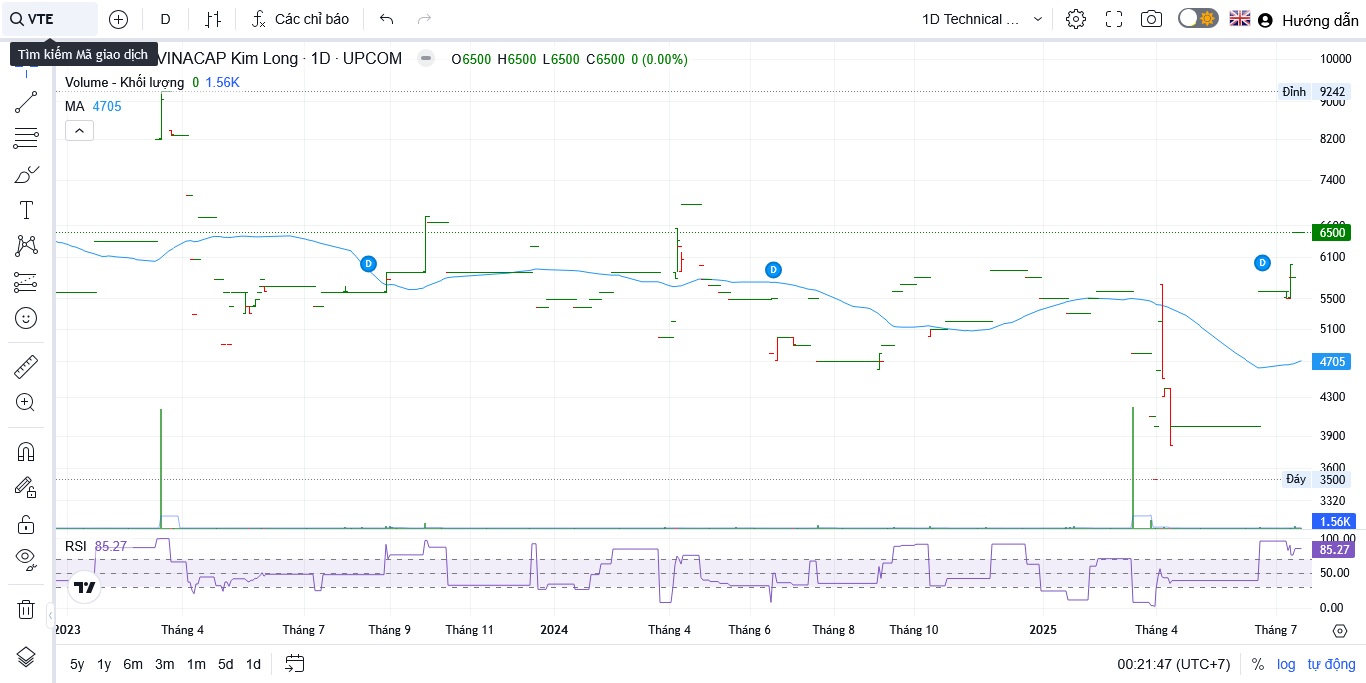 VTE
D
Các chỉ báo
1D Technical ...
Hướng dẫn
Tìm kiếm Mã giao dịch
VINACAP Kim Long · 1D · UPCOM
O6500 H6500 L6500 C6500 0 (0.00%)
Volume - Khối lượng 0 1.56K
MA 4705
10000
Đỉnh 9242
9000
8200
7400
6600
6500
6100
5500
5100
4705
4300
3900
3600
Đáy 3500
3320
1.56K
D
D
D
RSI 85.27
100.00
85.27
50.00
0.00
2023
Tháng 4
Tháng 7
Tháng 9
Tháng 11
2024
Tháng 4
Tháng 6
Tháng 8
Tháng 10
2025
Tháng 4
Tháng 7
5y 1y 6m 3m 1m 5d 1d
00:21:47 (UTC+7)
% log tự động